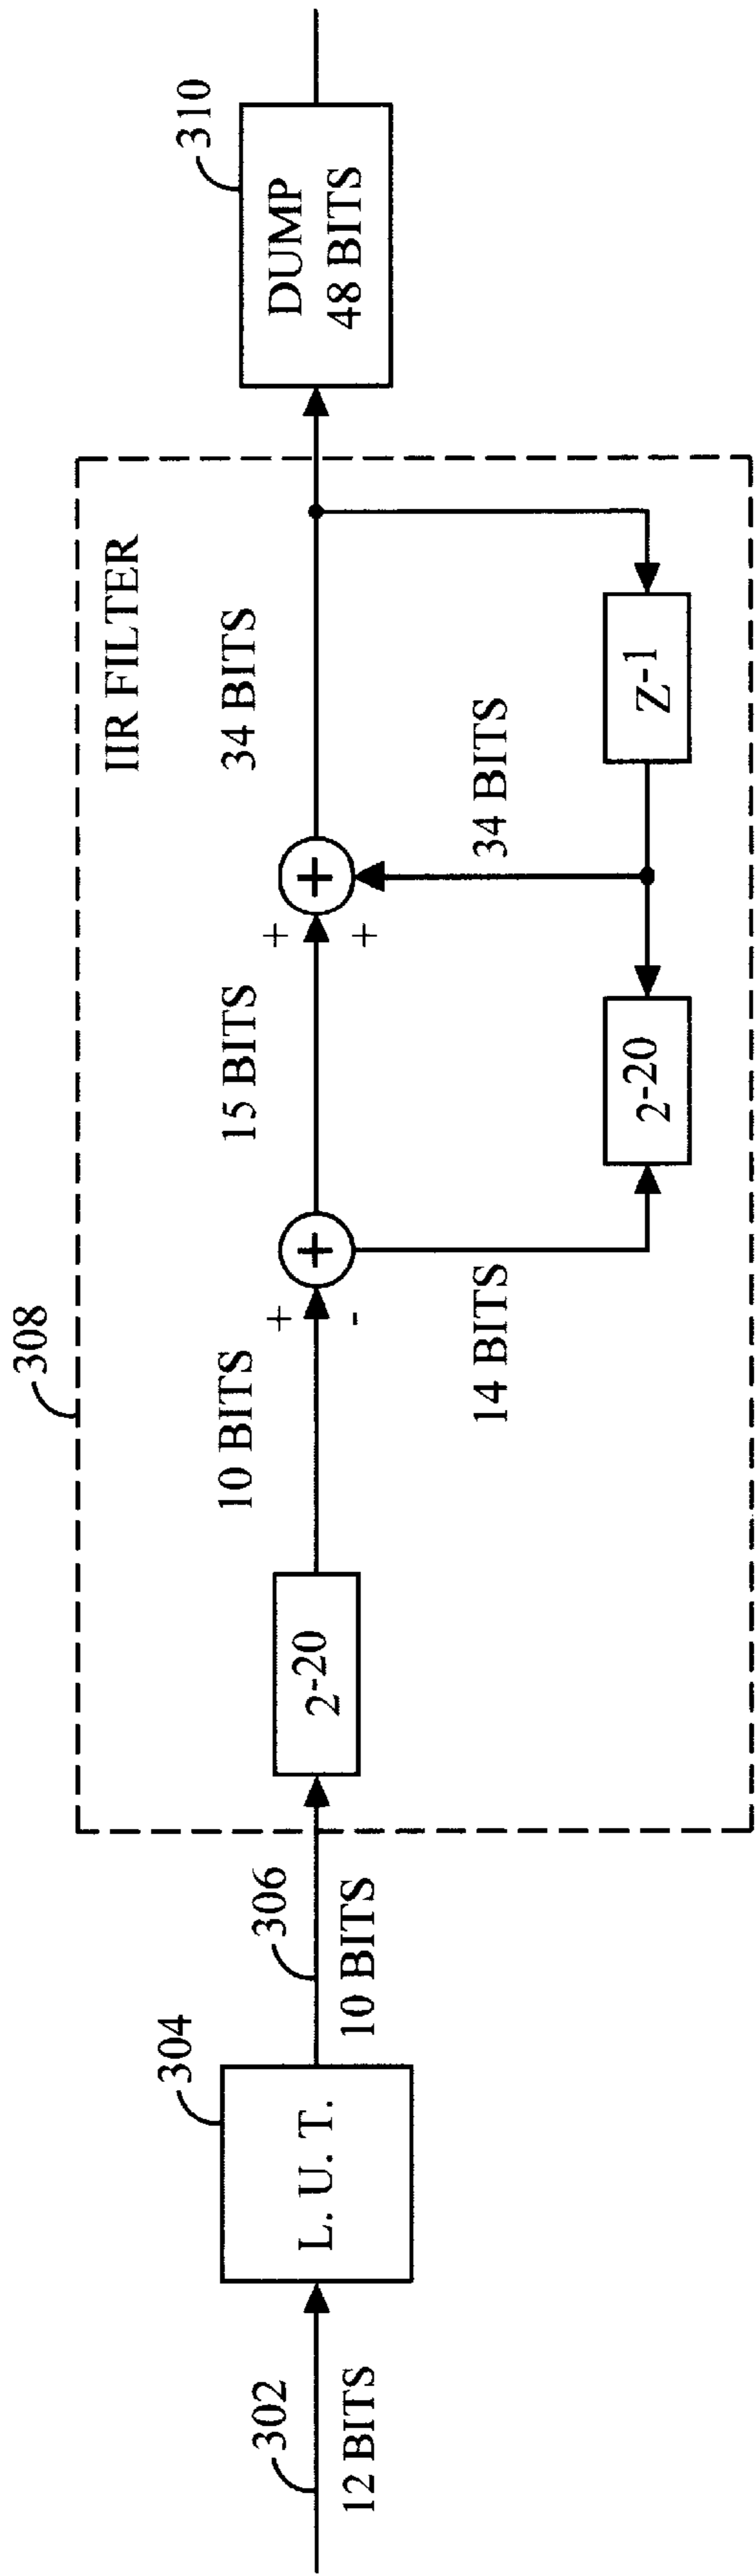 302
12 BITS
304
L. U. T.
306
10 BITS
308
IIR FILTER
2-20
10 BITS
+
-
+
14 BITS
15 BITS
+
+
+
34 BITS
34 BITS
2-20
Z-1
310
DUMP
48 BITS